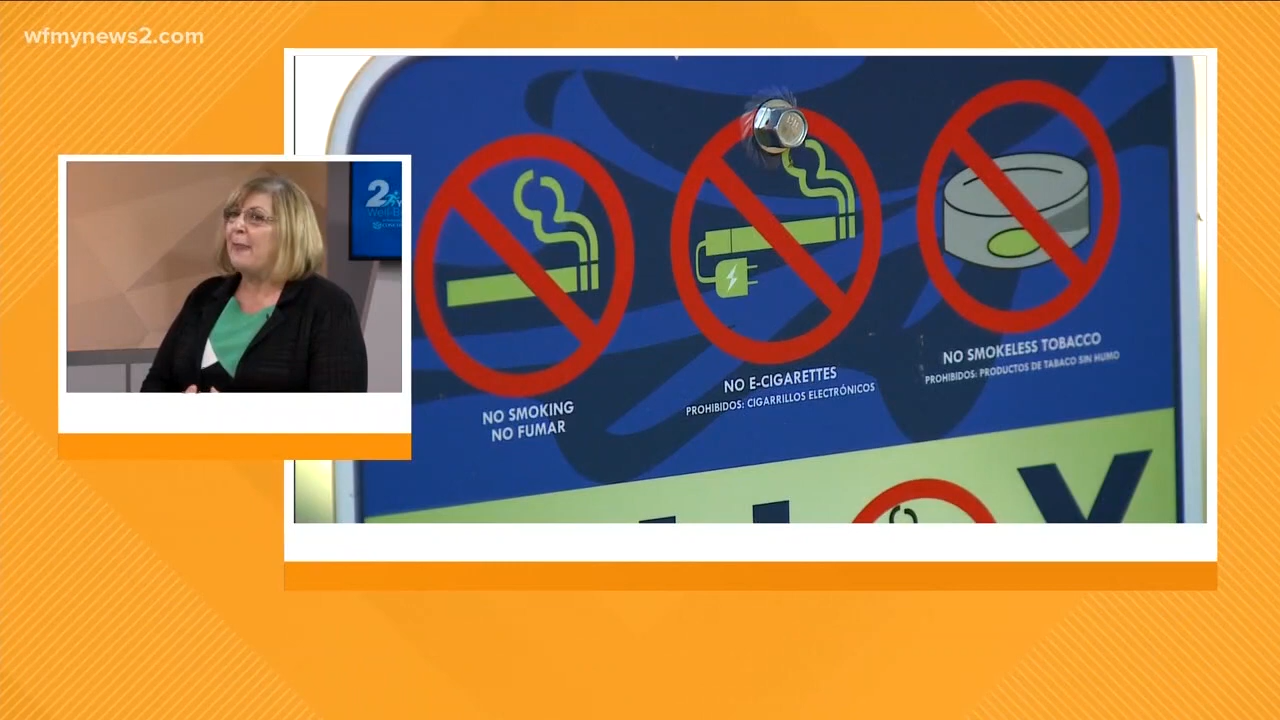 wfmynews2.com
2
NO SMOKING
NO FUMAR
NO E-CIGARETTES
PROHIBIDOS: CIGARRILLOS ELECTRÓNICOS
NO SMOKELESS TOBACCO
PROHIBIDOS: PRODUCTOS DE TABACO SIN HUMO